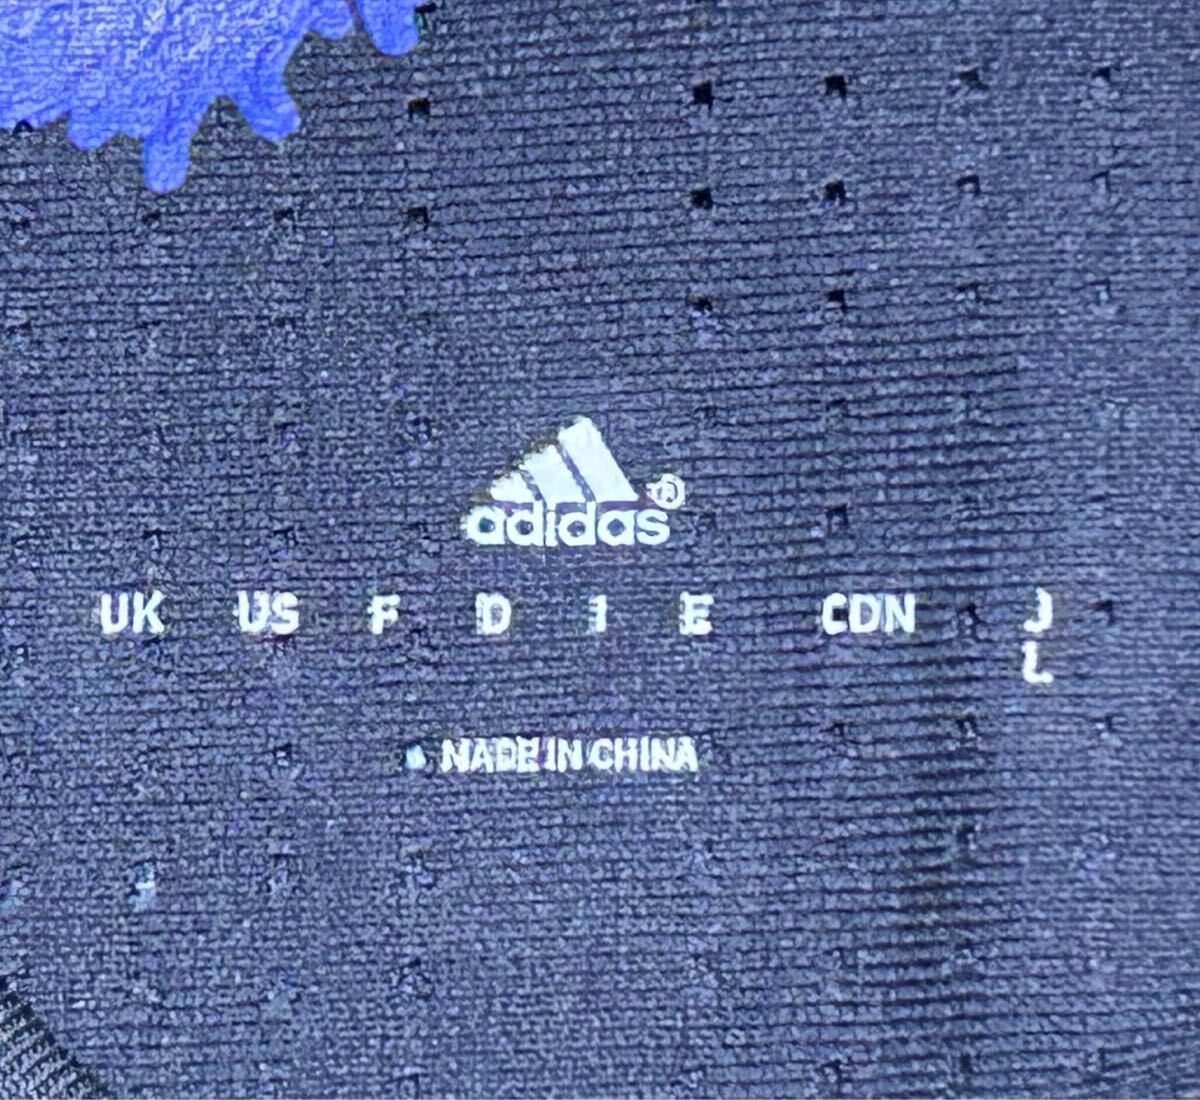 adidas®
UK US F D I E CDN J
L
MADE IN CHINA